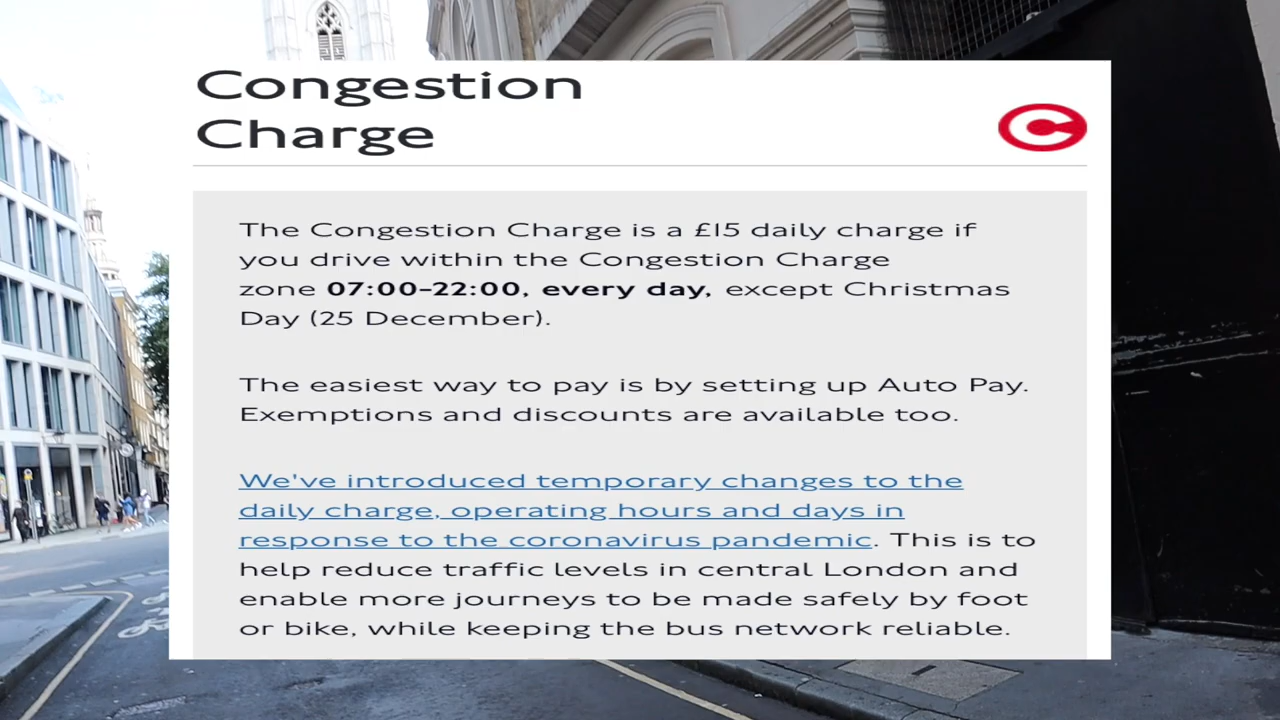 Congestion
Charge
The Congestion Charge is a £15 daily charge if
you drive within the Congestion Charge
zone 07:00-22:00, every day, except Christmas
Day (25 December).
The easiest way to pay is by setting up Auto Pay.
Exemptions and discounts are available too.
We've introduced temporary changes to the
daily charge, operating hours and days in
response to the coronavirus pandemic. This is to
help reduce traffic levels in central London and
enable more journeys to be made safely by foot
or bike, while keeping the bus network reliable.